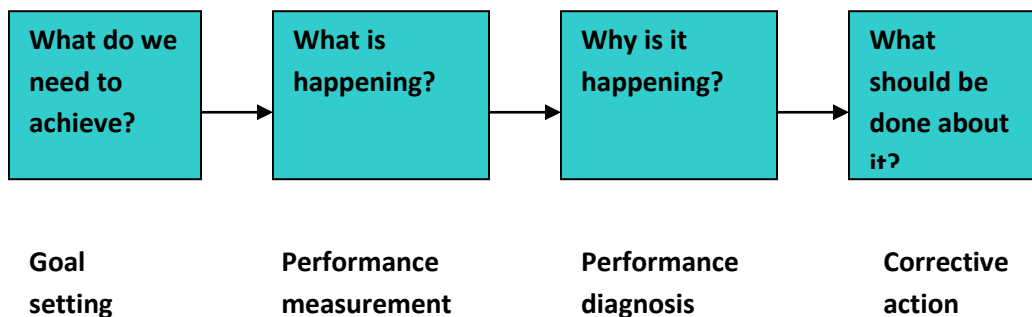 What do we
need to
achieve?
What is
happening?
Why is it
happening?
What
should be
done about
it?
Goal
setting
Performance
measurement
Performance
diagnosis
Corrective
action